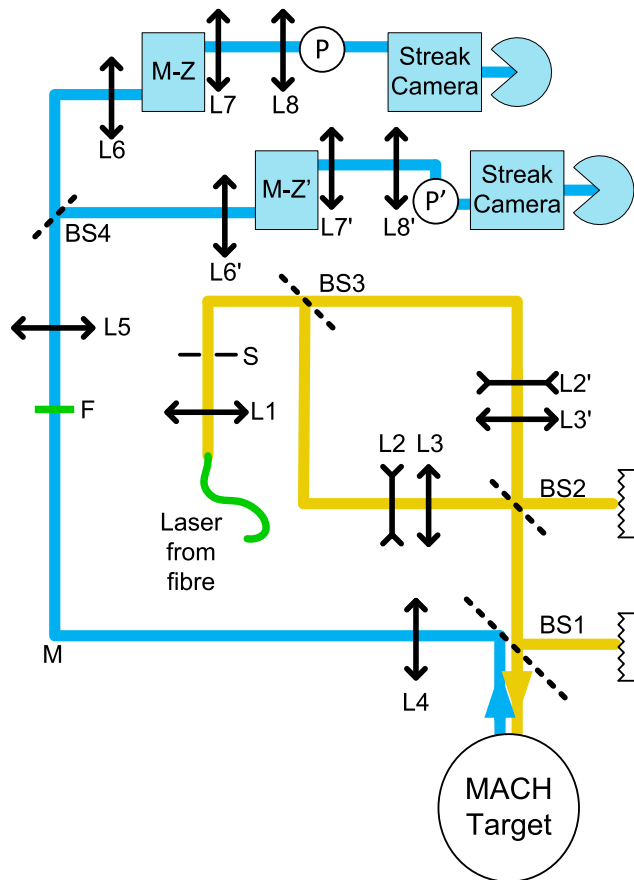 P
M-Z
Streak
Camera
L7
L8
L6
M-Z'
P'
Streak
Camera
BS4
L7'
L8'
L6'
BS3
L5
S
L2'
F
L1
L3'
L2
L3
BS2
Laser
from
fibre
BS1
M
L4
MACH
Target